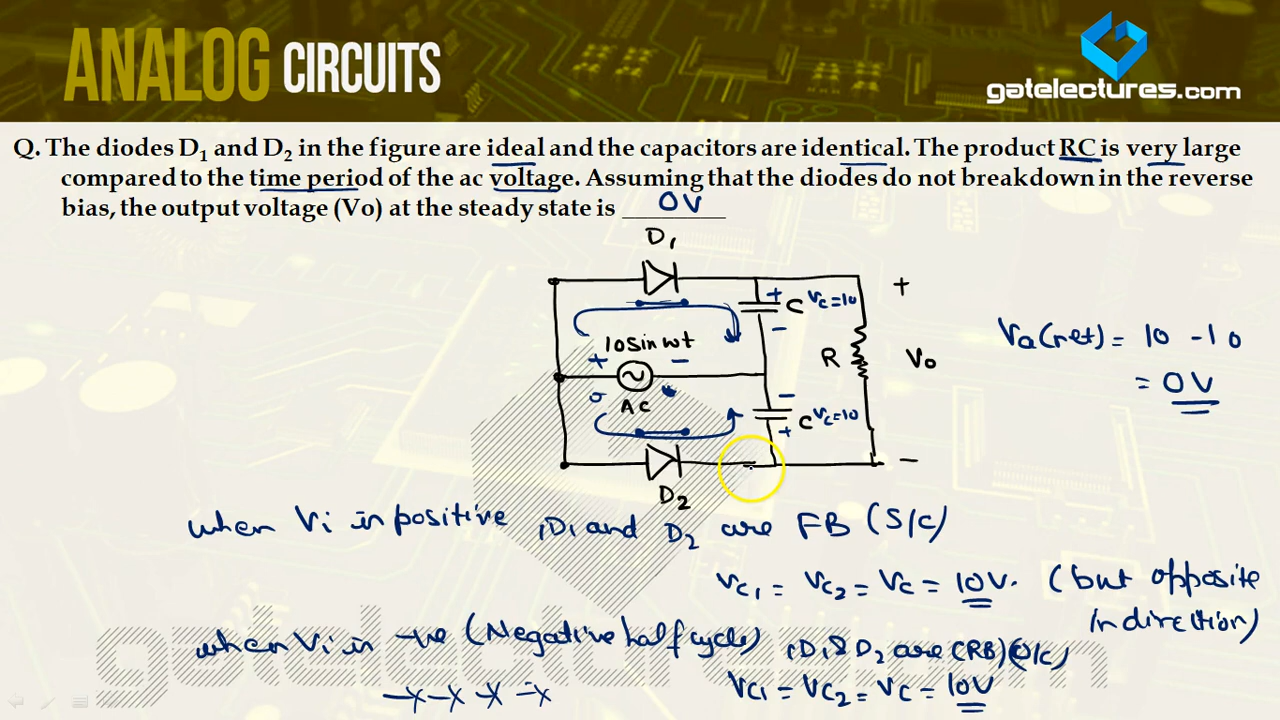 ANALOG CIRCUITS
gatelectures.com
Q. The diodes D1 and D2 in the figure are ideal and the capacitors are identical. The product RC is very large
compared to the time period of the ac voltage. Assuming that the diodes do not breakdown in the reverse
bias, the output voltage (Vo) at the steady state is 0V
D1
+ C Vc=10 +
−
10sin wt
+ −
R Vo
AC
− C Vc=10
+
−
D2
Vo(net) = 10 - 10
= 0V
when Vi in positive , D1 and D2 are FB (S/C)
Vc1 = Vc2 = Vc = 10V. (but opposite
in direction)
when Vi in -ve (Negative half cycle) , D1 & D2 are (RB) (O/C)
Vc1 = Vc2 = Vc = 10V
—x—x—x—x
gatelectures.com